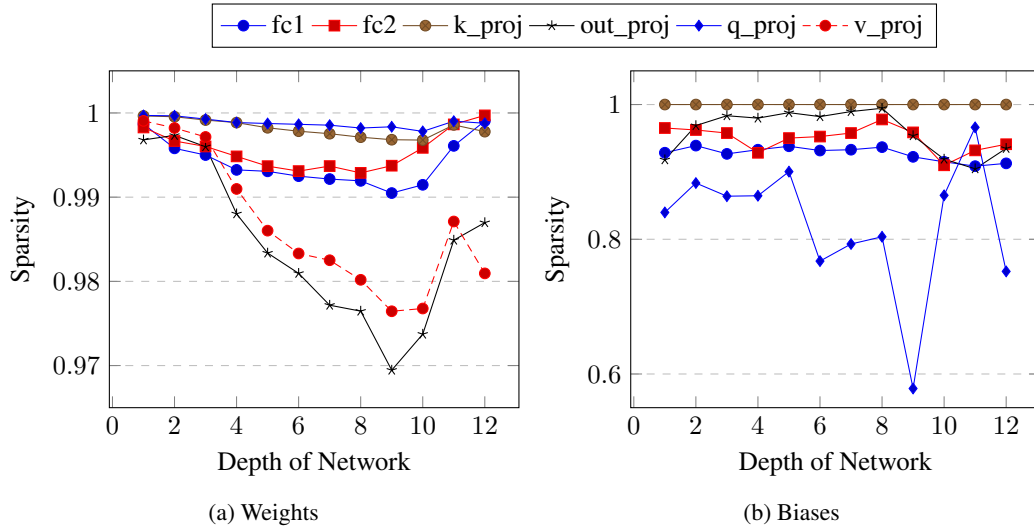 fc1 fc2 k_proj out_proj q_proj v_proj
1
0.99
0.98
0.97
Sparsity
0 2 4 6 8 10 12
Depth of Network
(a) Weights
1
0.8
0.6
Sparsity
0 2 4 6 8 10 12
Depth of Network
(b) Biases